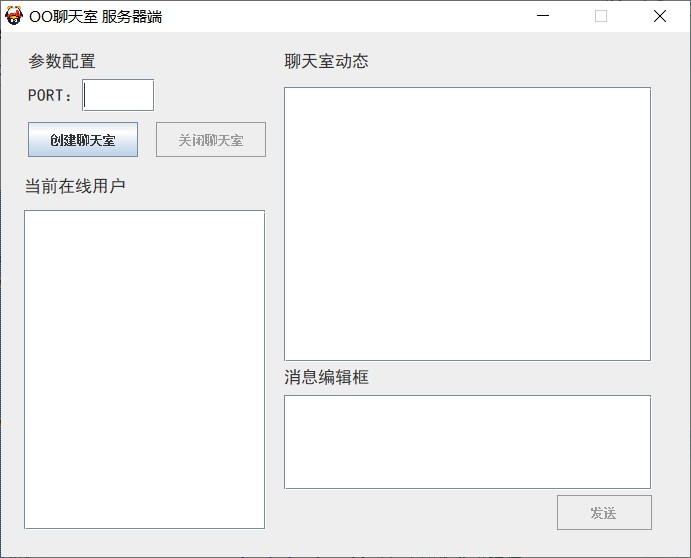 OO聊天室 服务器端
参数配置
PORT:
创建聊天室
关闭聊天室
当前在线用户
聊天室动态
消息编辑框
发送